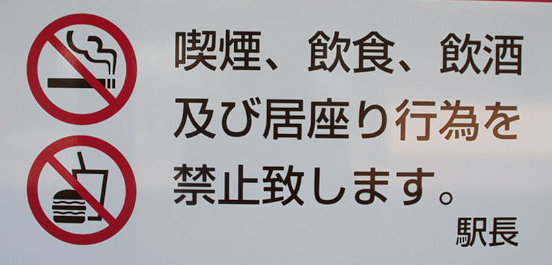 喫煙、飲食、飲酒
及び居座り行為を
禁止致します。
駅長